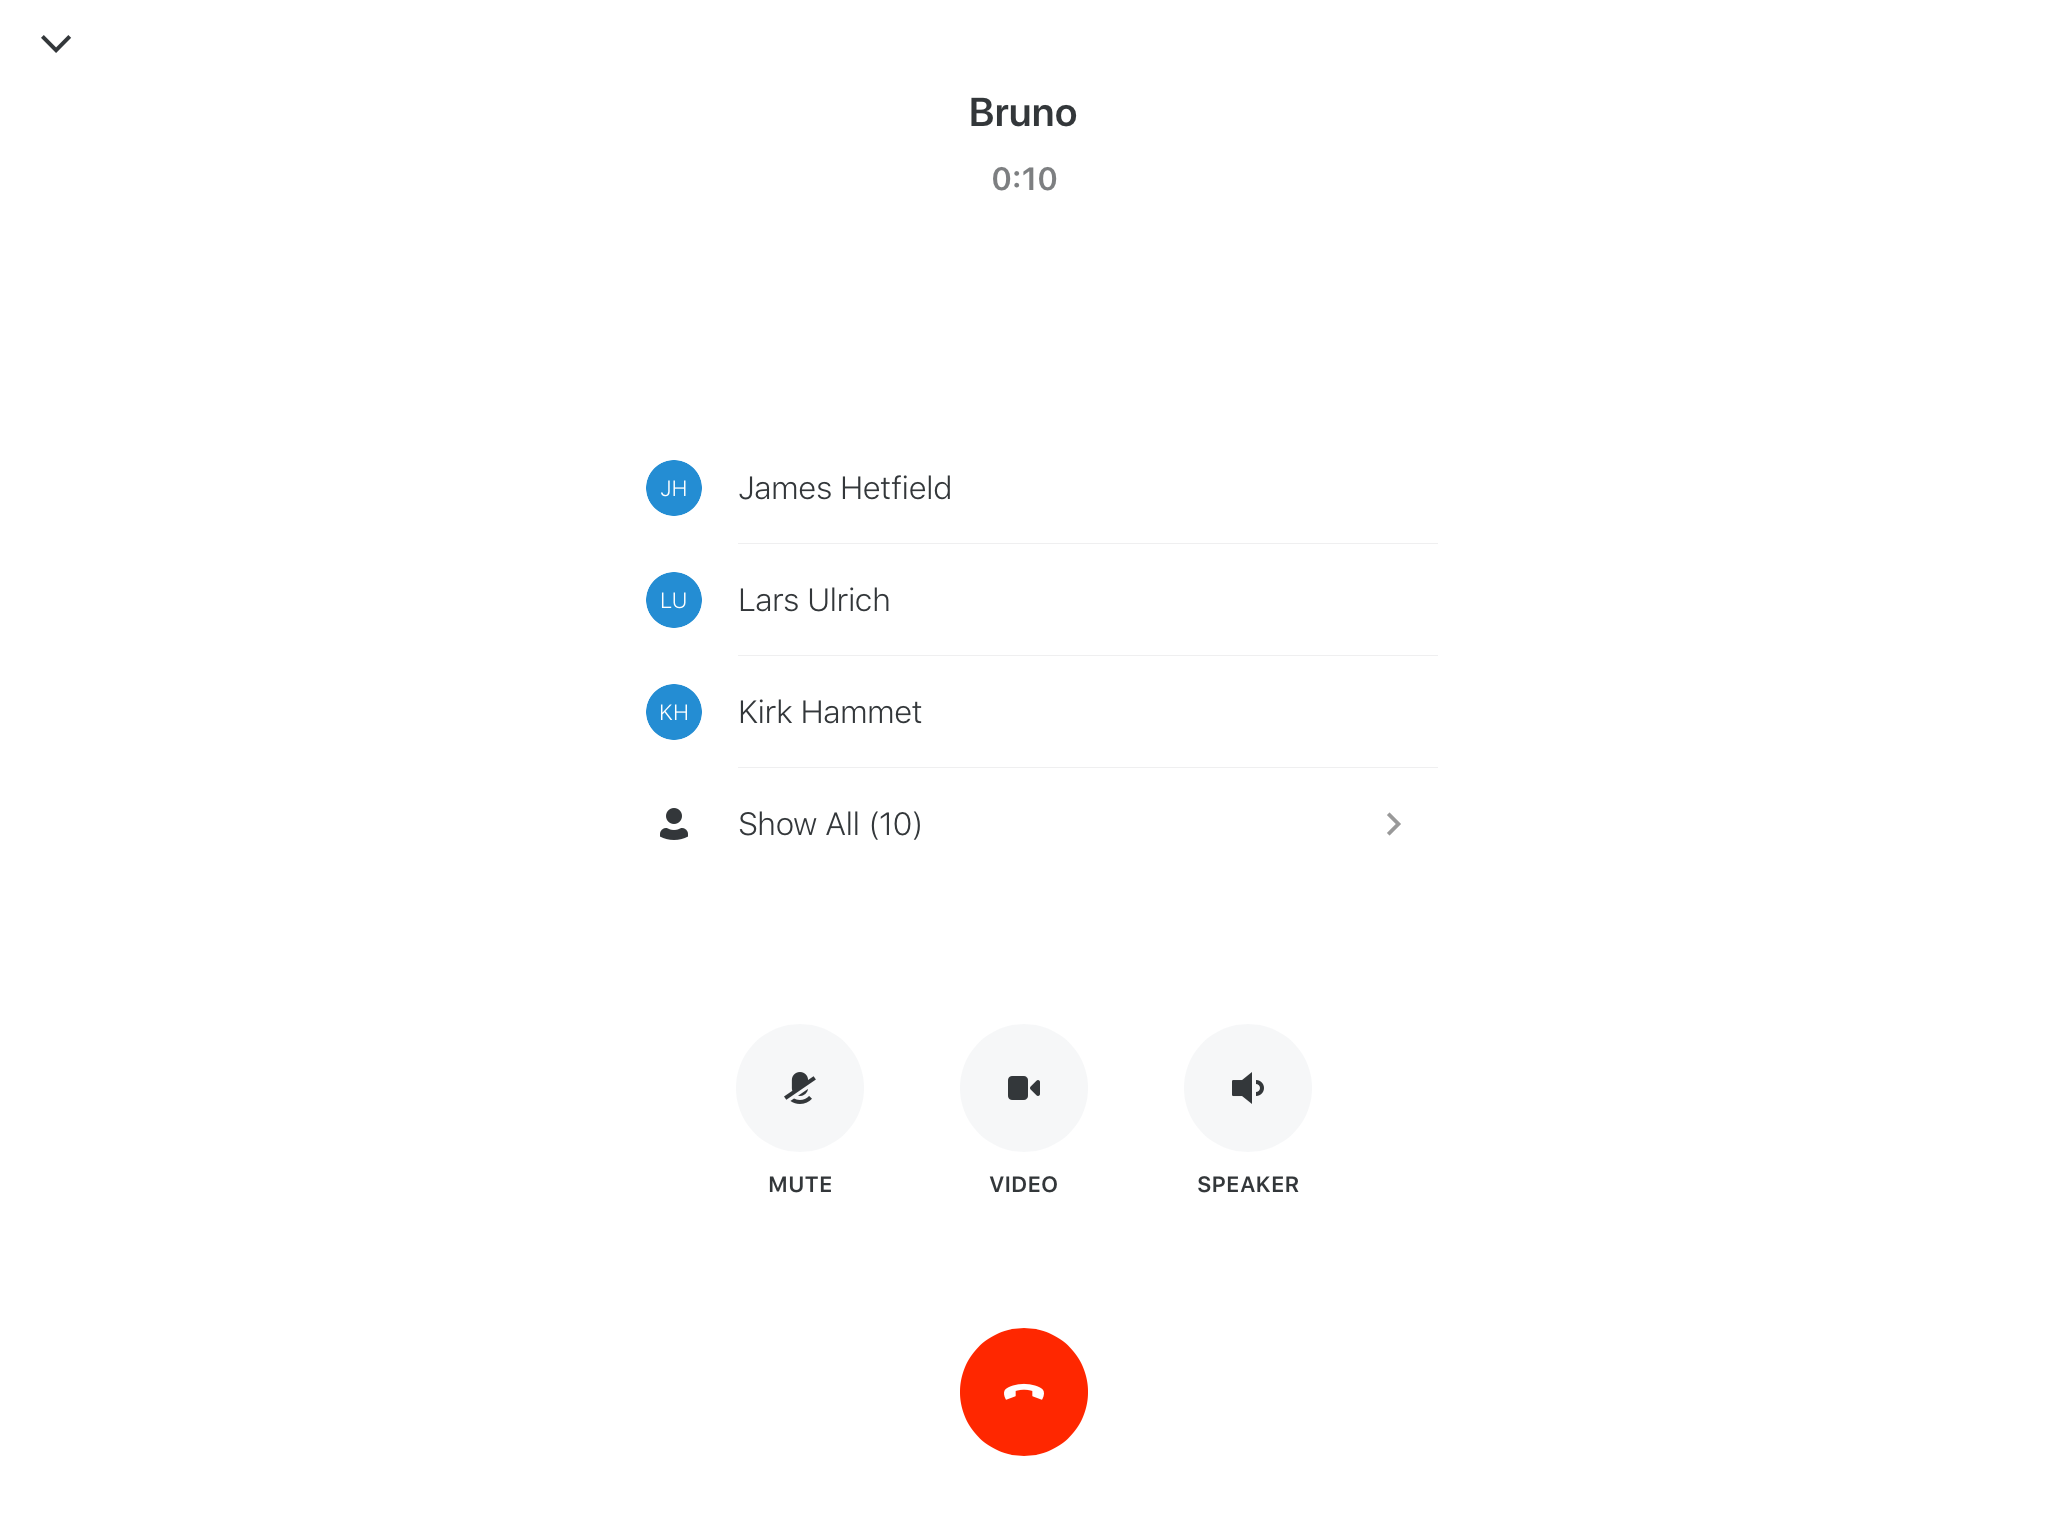 Bruno
0:10
JH James Hetfield
LU Lars Ulrich
KH Kirk Hammet
Show All (10)
MUTE VIDEO SPEAKER